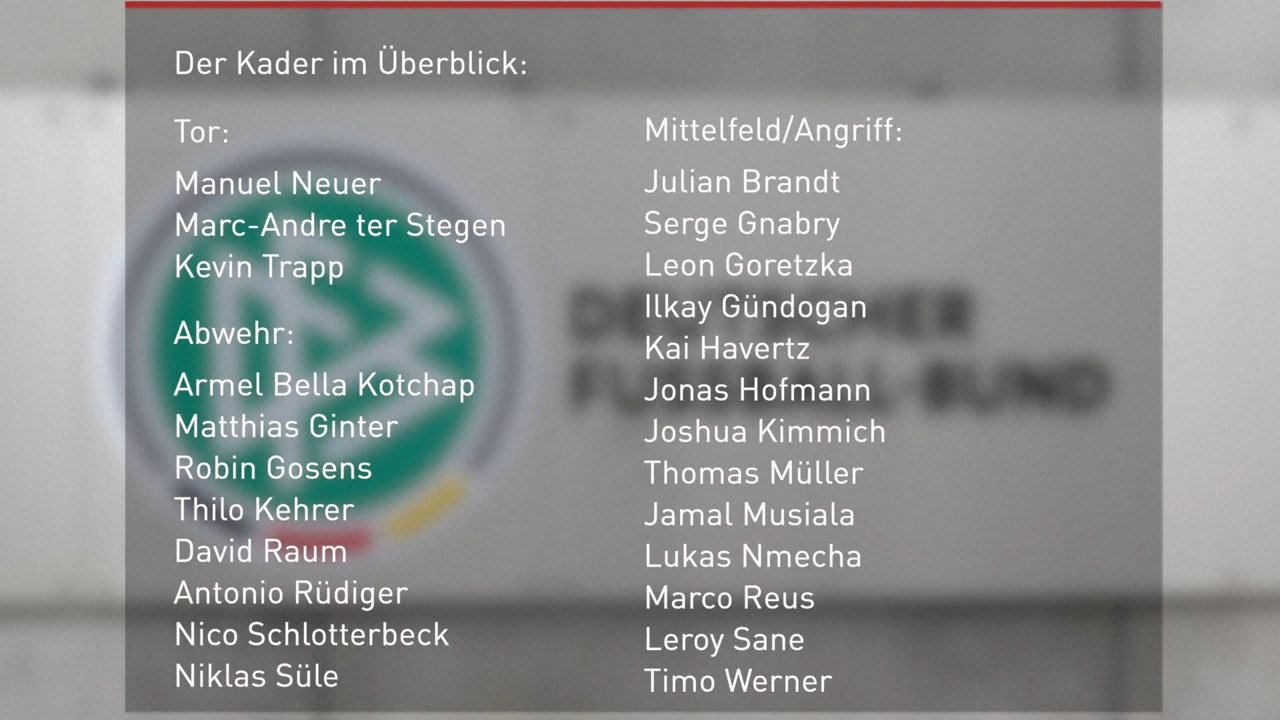 Der Kader im Überblick:
Tor:
Manuel Neuer
Marc-Andre ter Stegen
Kevin Trapp
Abwehr:
Armel Bella Kotchap
Matthias Ginter
Robin Gosens
Thilo Kehrer
David Raum
Antonio Rüdiger
Nico Schlotterbeck
Niklas Süle
Mittelfeld/Angriff:
Julian Brandt
Serge Gnabry
Leon Goretzka
Ilkay Gündogan
Kai Havertz
Jonas Hofmann
Joshua Kimmich
Thomas Müller
Jamal Musiala
Lukas Nmecha
Marco Reus
Leroy Sane
Timo Werner
DEUTSCHER
FUSSBALL-BUND